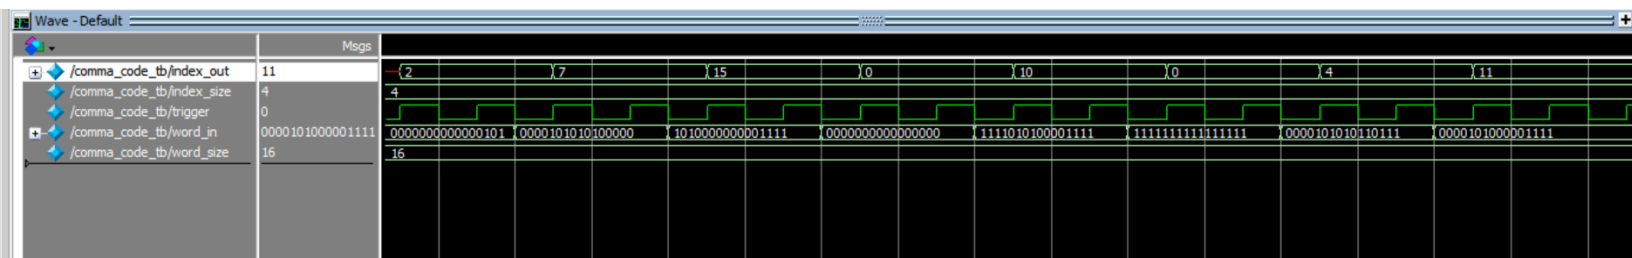 Wave - Default
Msgs
/comma_code_tb/index_out 11 2 7 15 0 10 0 4 11
/comma_code_tb/index_size 4 4
/comma_code_tb/trigger 0
/comma_code_tb/word_in 0000101000001111 0000000000000101 0000101010100000 1010000000001111 0000000000000000 1111010100001111 1111111111111111 0000101010110111 0000101000001111
/comma_code_tb/word_size 16 16